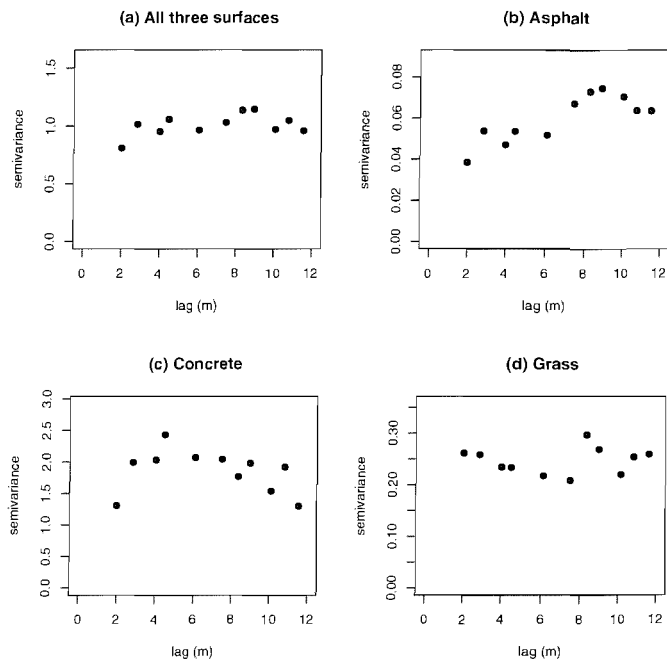 (a) All three surfaces
semivariance
0.0 0.5 1.0 1.5
0 2 4 6 8 10 12
lag (m)
(b) Asphalt
semivariance
0.00 0.02 0.04 0.06 0.08
0 2 4 6 8 10 12
lag (m)
(c) Concrete
semivariance
0.0 0.5 1.0 1.5 2.0 2.5 3.0
0 2 4 6 8 10 12
lag (m)
(d) Grass
semivariance
0.00 0.10 0.20 0.30
0 2 4 6 8 10 12
lag (m)